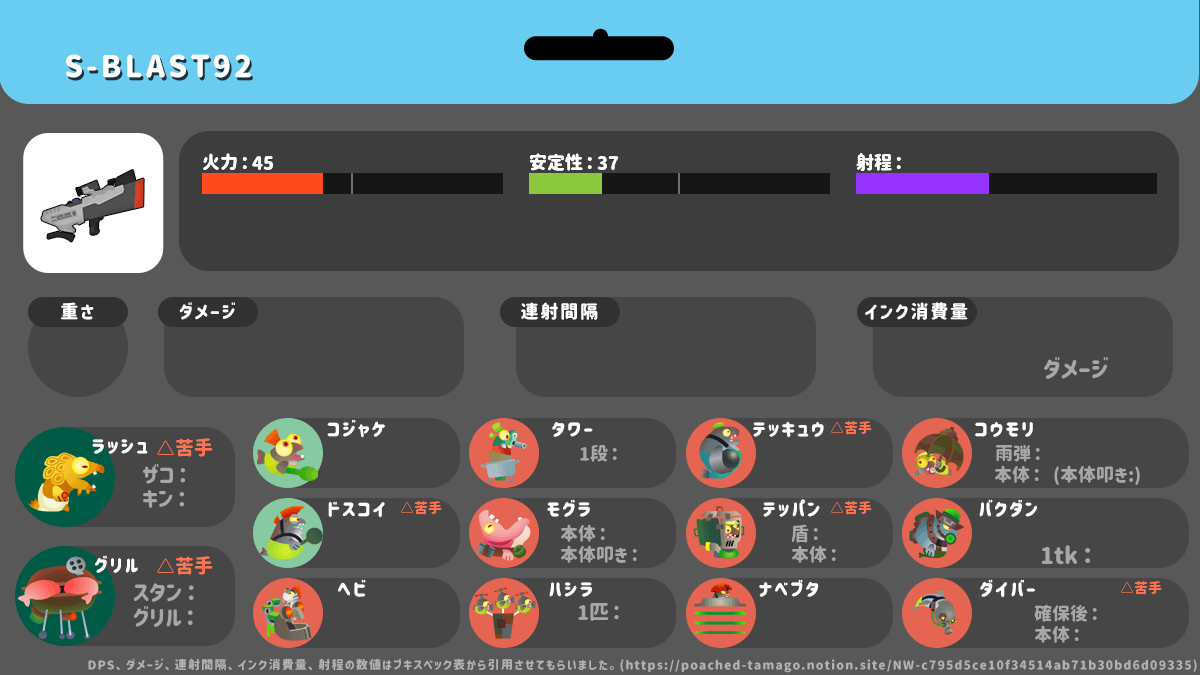 S-BLAST92
火力：45
安定性：37
射程：
重さ
ダメージ
連射間隔
インク消費量
ダメージ
ラッシュ △苦手
ザコ：
キン：
グリル △苦手
スタン：
グリル：
コジャケ
ドスコイ △苦手
ヘビ
タワー
1段：
モグラ
本体：
本体叩き：
ハシラ
1匹：
テッキュウ △苦手
テッパン △苦手
盾：
本体：
ナベブタ
コウモリ
雨弾：
本体： (本体叩き:)
バクダン
1tk：
ダイバー △苦手
確保後：
本体：
DPS、ダメージ、連射間隔、インク消費量、射程の数値はブキスペック表から引用させてもらいました。(https://poached-tamago.notion.site/NW-c795d5ce10f34514ab71b30bd6d09335)